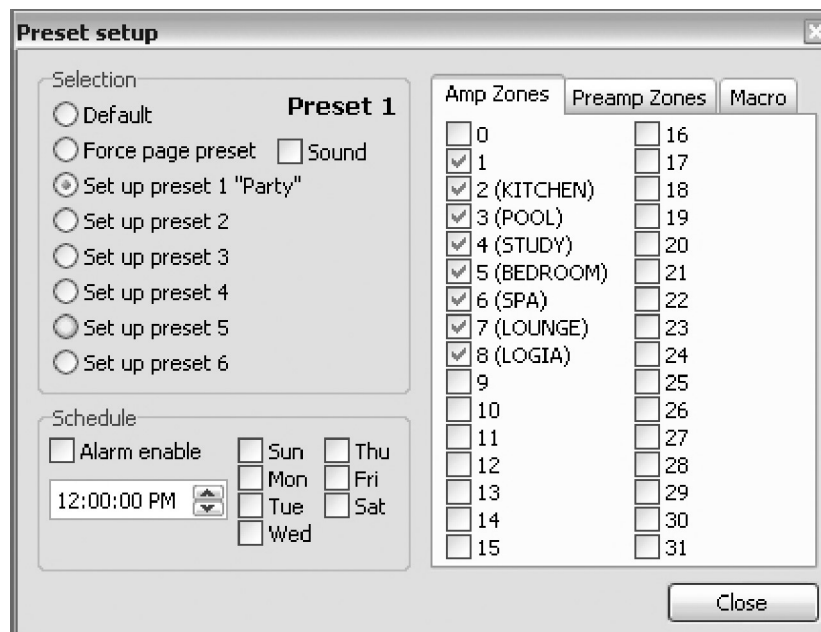 Preset setup
Selection
Preset 1
Default
Force page preset Sound
Set up preset 1 "Party"
Set up preset 2
Set up preset 3
Set up preset 4
Set up preset 5
Set up preset 6
Schedule
Alarm enable
12:00:00 PM
Sun Thu
Mon Fri
Tue Sat
Wed
Amp Zones Preamp Zones Macro
0 16
1 17
2 (KITCHEN) 18
3 (POOL) 19
4 (STUDY) 20
5 (BEDROOM) 21
6 (SPA) 22
7 (LOUNGE) 23
8 (LOGIA) 24
9 25
10 26
11 27
12 28
13 29
14 30
15 31
Close